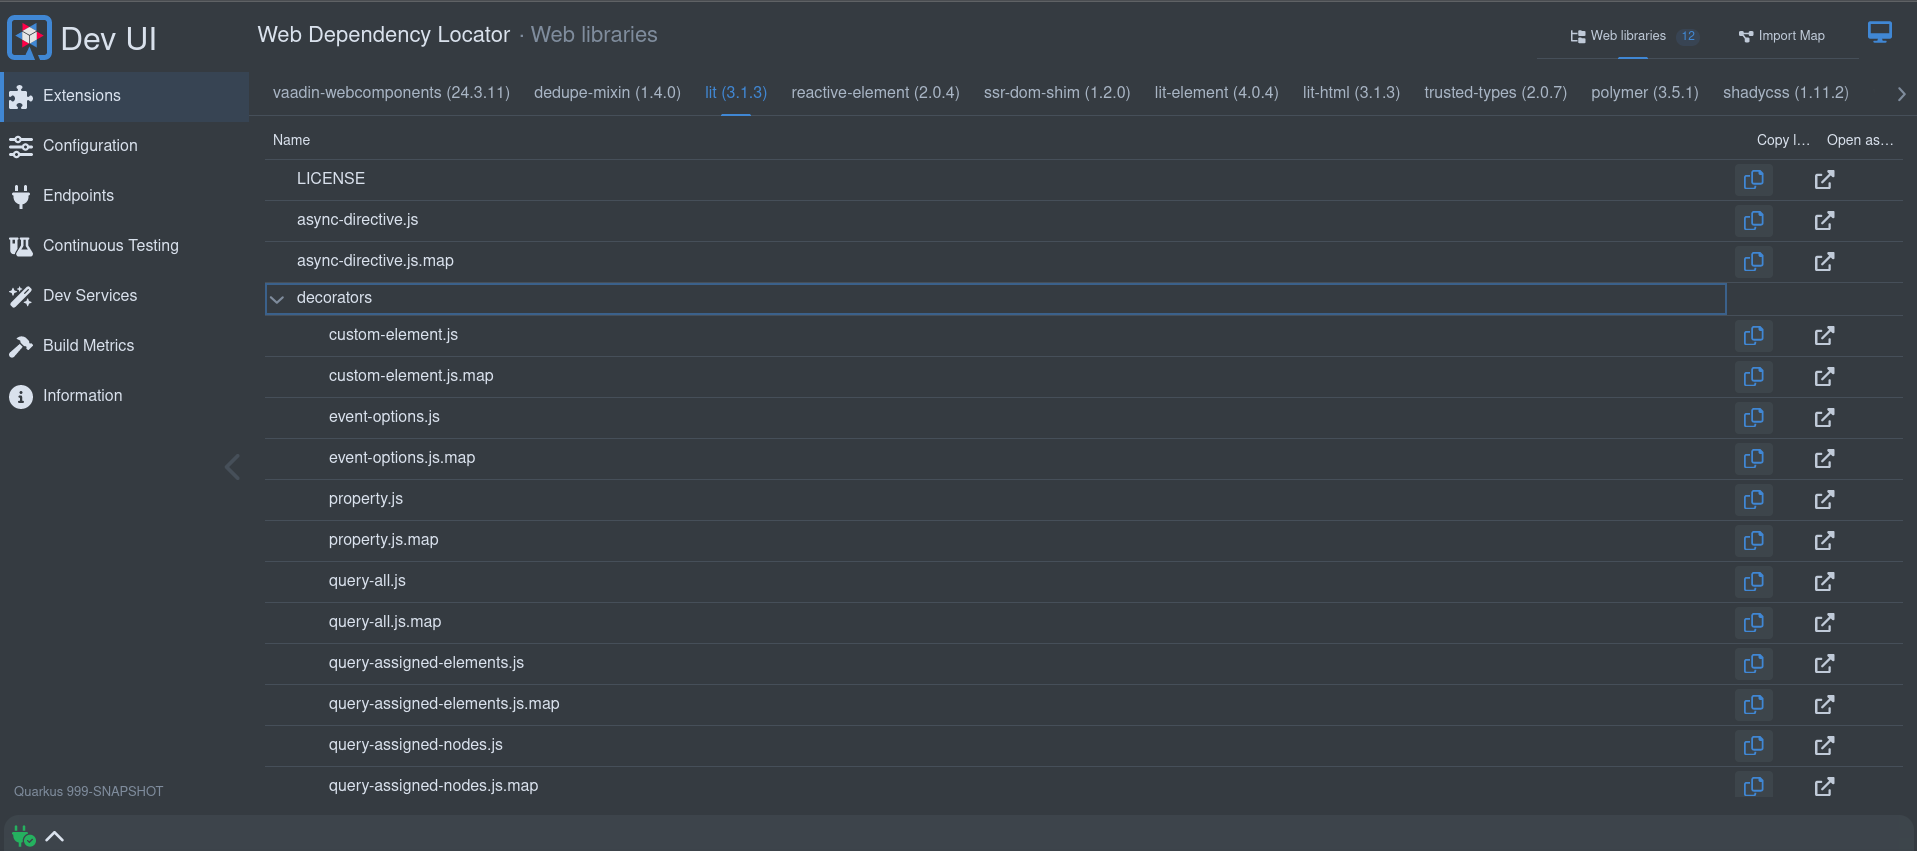 Dev UI
Web Dependency Locator · Web libraries
Web libraries 12
Import Map
Extensions
Configuration
Endpoints
Continuous Testing
Dev Services
Build Metrics
Information
Quarkus 999-SNAPSHOT
vaadin-webcomponents (24.3.11) dedupe-mixin (1.4.0) lit (3.1.3) reactive-element (2.0.4) ssr-dom-shim (1.2.0) lit-element (4.0.4) lit-html (3.1.3) trusted-types (2.0.7) polymer (3.5.1) shadycss (1.11.2)
Name Copy l... Open as...
LICENSE
async-directive.js
async-directive.js.map
decorators
custom-element.js
custom-element.js.map
event-options.js
event-options.js.map
property.js
property.js.map
query-all.js
query-all.js.map
query-assigned-elements.js
query-assigned-elements.js.map
query-assigned-nodes.js
query-assigned-nodes.js.map